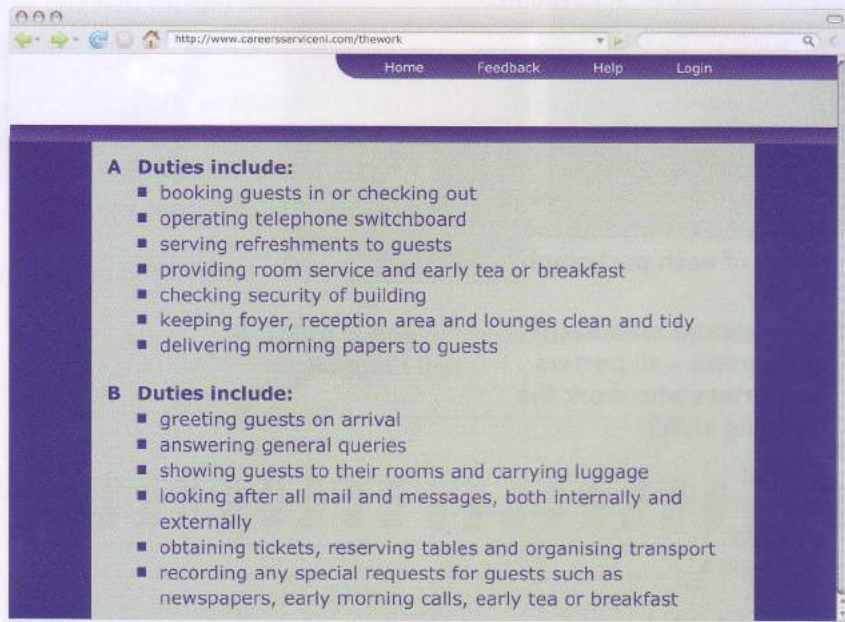 http://www.careersserviceni.com/thework
Home Feedback Help Login
A Duties include:
■ booking guests in or checking out
■ operating telephone switchboard
■ serving refreshments to guests
■ providing room service and early tea or breakfast
■ checking security of building
■ keeping foyer, reception area and lounges clean and tidy
■ delivering morning papers to guests
B Duties include:
■ greeting guests on arrival
■ answering general queries
■ showing guests to their rooms and carrying luggage
■ looking after all mail and messages, both internally and
externally
■ obtaining tickets, reserving tables and organising transport
■ recording any special requests for guests such as
newspapers, early morning calls, early tea or breakfast